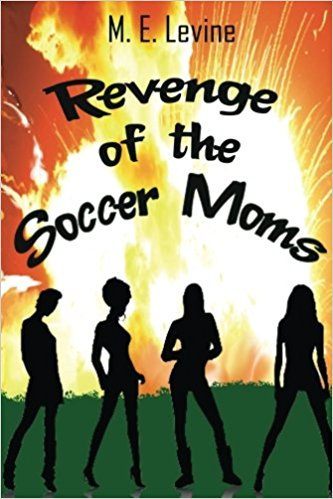 M. E. Levine
Revenge
of the
Soccer Moms